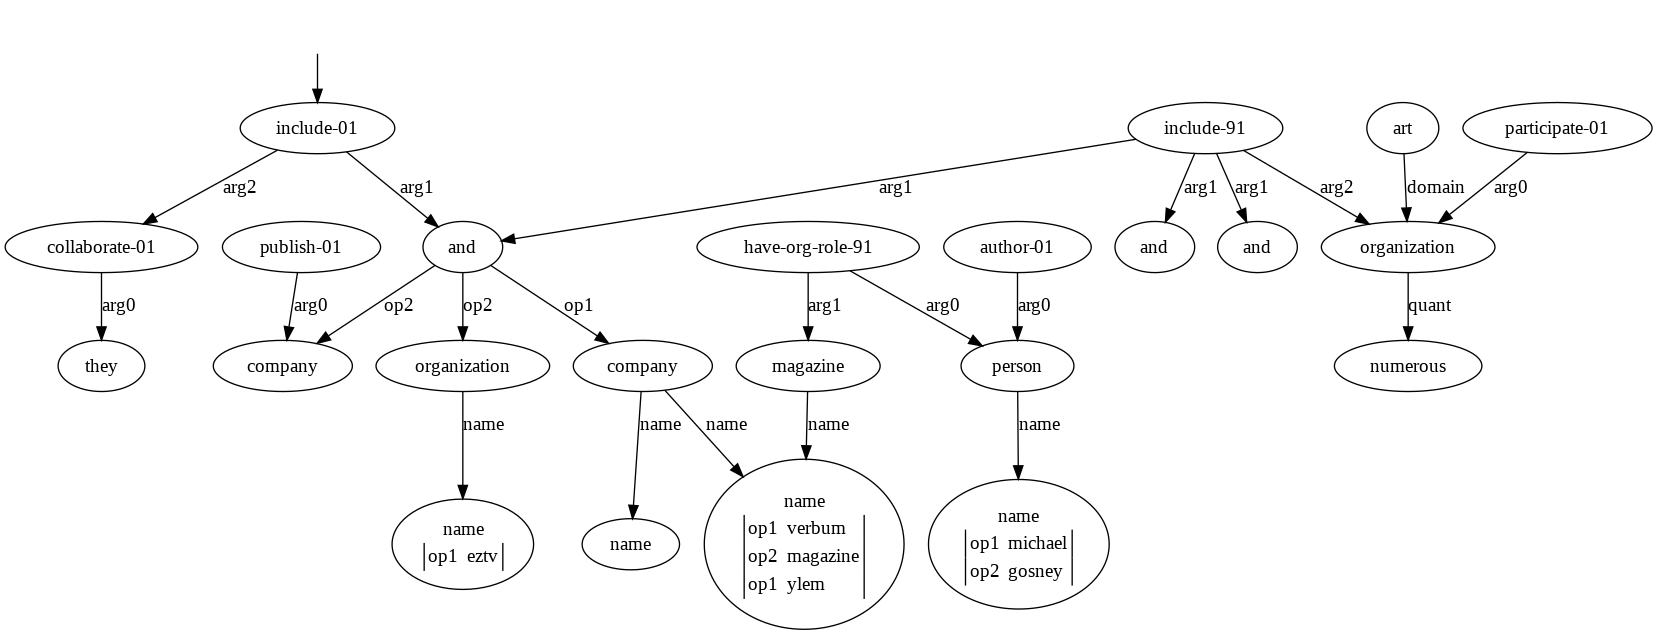 include-01
include-91
art
participate-01
arg2
arg1
arg1
arg1
arg1
arg2
domain
arg0
collaborate-01
publish-01
and
have-org-role-91
author-01
and
and
organization
arg0
arg0
op2
op2
op1
arg1
arg0
arg0
quant
they
company
organization
company
magazine
person
numerous
name
name
name
name
name
name
op1 eztv
name
name
op1 verbum
op2 magazine
op1 ylem
name
op1 michael
op2 gosney